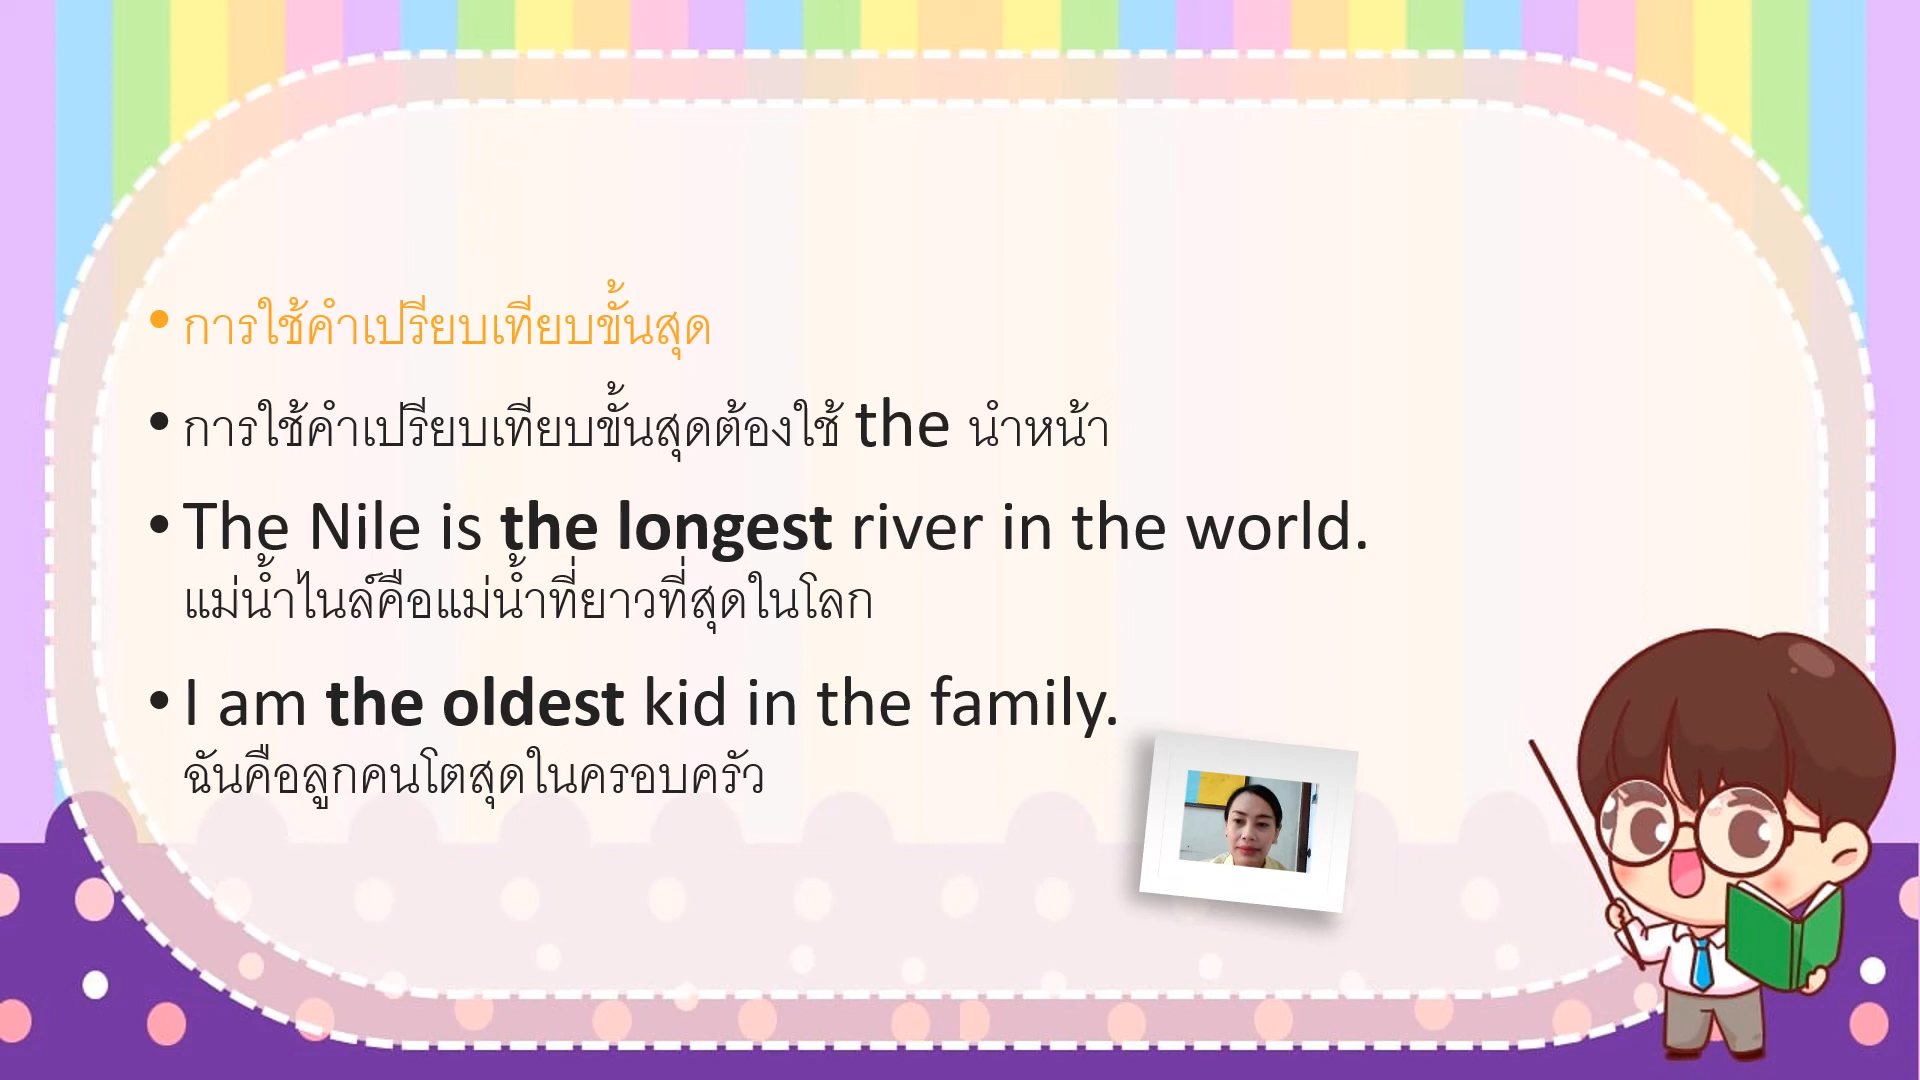 • การใช้คำเปรียบเทียบขั้นสุด
• การใช้คำเปรียบเทียบขั้นสุดต้องใช้ the นำหน้า
• The Nile is the longest river in the world.
แม่น้ำไนล์คือแม่น้ำที่ยาวที่สุดในโลก
• I am the oldest kid in the family.
ฉันคือลูกคนโตสุดในครอบครัว